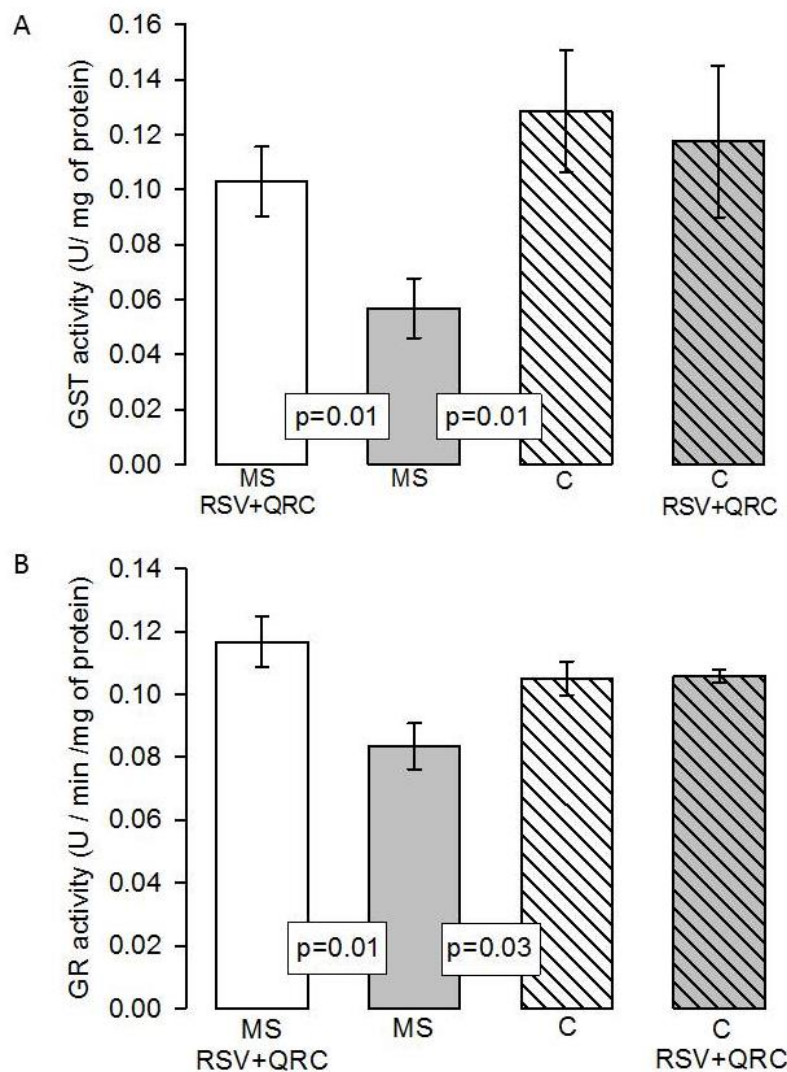 A
GST activity (U/ mg of protein)
0.16
0.14
0.12
0.10
0.08
0.06
0.04
0.02
0.00
p=0.01
p=0.01
MS
RSV+QRC
MS
C
C
RSV+QRC
B
GR activity (U / min /mg of protein)
0.14
0.12
0.10
0.08
0.06
0.04
0.02
0.00
p=0.01
p=0.03
MS
RSV+QRC
MS
C
C
RSV+QRC